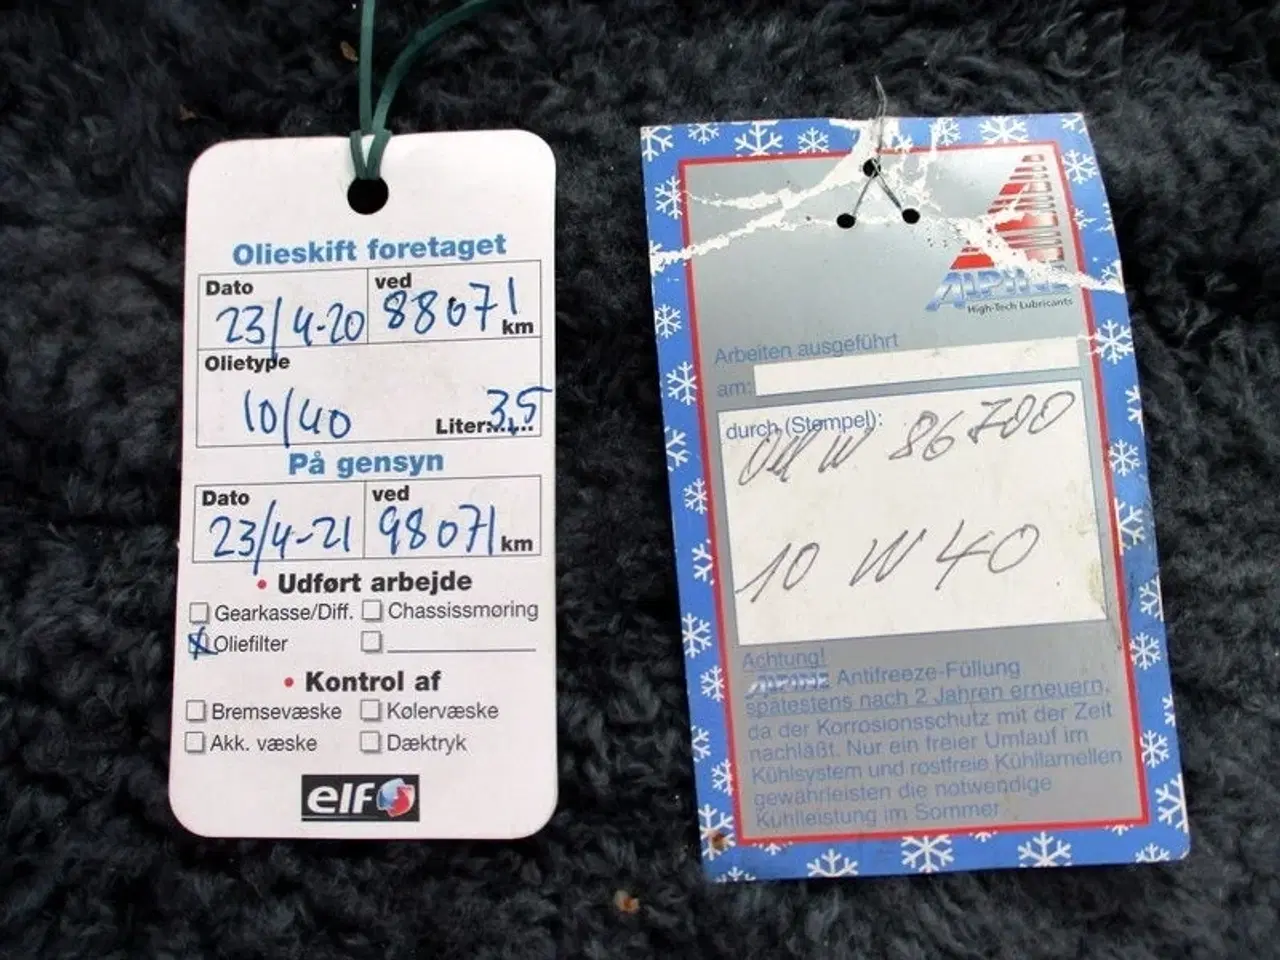 Olieskift foretaget
Dato 23/4-20 ved 88071 km
Olietype
10/40 Liter:..3,5..
På gensyn
Dato 23/4-21 ved 98071 km
• Udført arbejde
Gearkasse/Diff. Chassissmøring
Oliefilter
• Kontrol af
Bremsevæske Kølervæske
Akk. væske Dæktryk
elf
ALPINE
High-Tech Lubricants
Arbeiten ausgeführt
am:
durch (Stempel):
W 86700
10 W 40
Achtung!
ALPINE Antifreeze-Füllung
spätestens nach 2 Jahren erneuern,
da der Korrosionsschutz mit der Zeit
nachläßt. Nur ein freier Umlauf im
Kühlsystem und rostfreie Kühllamellen
gewährleisten die notwendige
Kühlleistung im Sommer